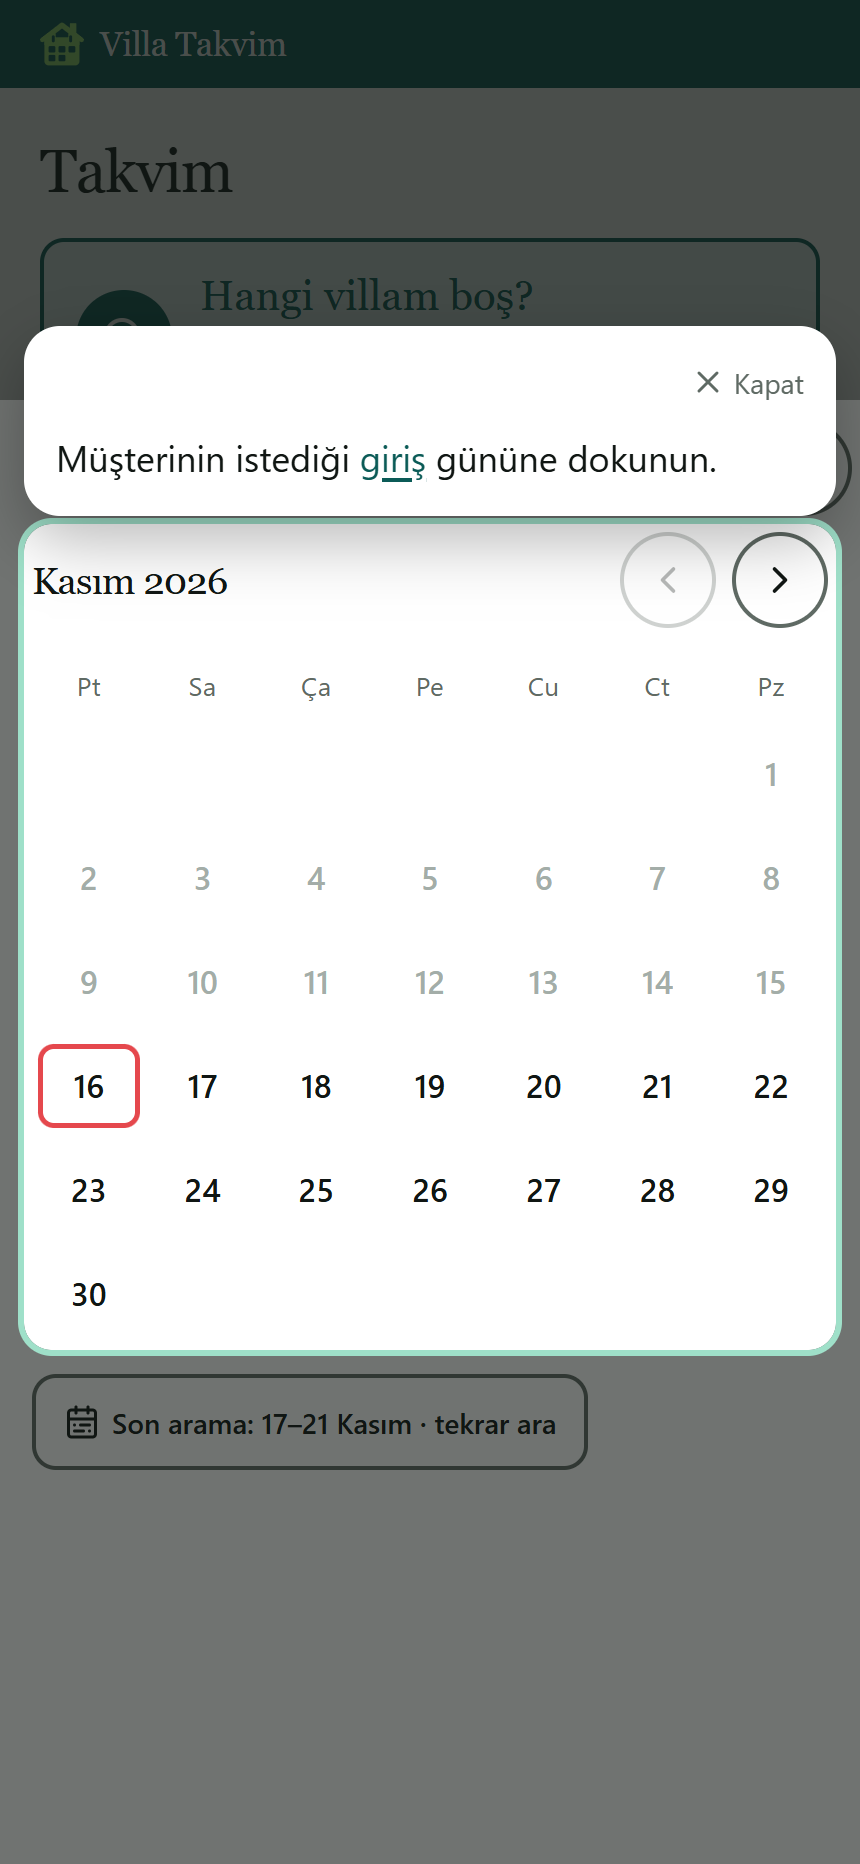 Villa Takvim
Takvim
Hangi villam boş?
Kapat
Müşterinin istediği giriş gününe dokunun.
Kasım 2026
Pt Sa Ça Pe Cu Ct Pz
1
2 3 4 5 6 7 8
9 10 11 12 13 14 15
16 17 18 19 20 21 22
23 24 25 26 27 28 29
30
Son arama: 17–21 Kasım · tekrar ara